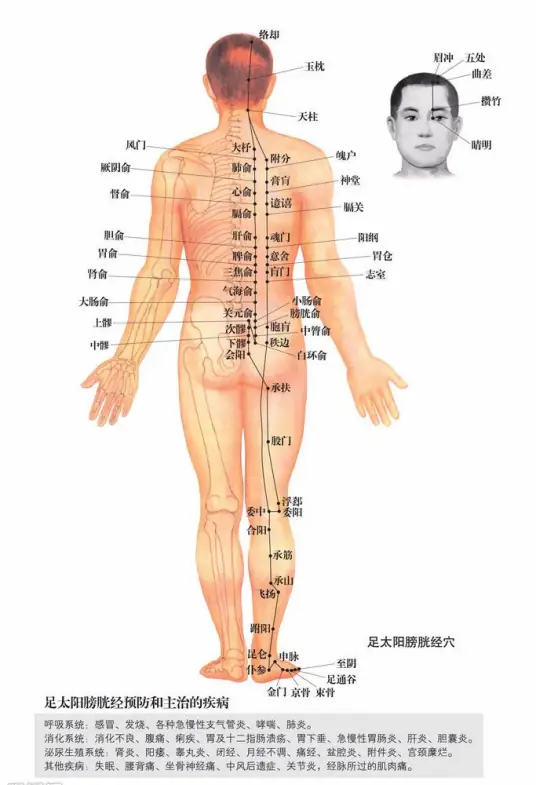 络却
玉枕
天柱
眉冲
五处
曲差
攒竹
睛明
风门
大杼
附分
魄户
厥阴俞
肺俞
膏肓
神堂
督俞
心俞
譩譆
膈关
膈俞
胆俞
肝俞
魂门
阳纲
胃俞
脾俞
意舍
胃仓
肾俞
三焦俞
肓门
志室
气海俞
大肠俞
小肠俞
关元俞
膀胱俞
上髎
次髎
胞肓
中膂俞
中髎
下髎
秩边
会阳
白环俞
承扶
殷门
浮郄
委中
委阳
合阳
承筋
承山
飞扬
跗阳
昆仑
申脉
仆参
至阴
足通谷
金门
京骨
束骨
足太阳膀胱经穴
足太阳膀胱经预防和主治的疾病
呼吸系统：感冒、发烧、各种急慢性支气管炎、哮喘、肺炎。
消化系统：消化不良、腹痛、痢疾、胃及十二指肠溃疡、胃下垂、急慢性胃肠炎、肝炎、胆囊炎。
泌尿生殖系统：肾炎、阳痿、睾丸炎、闭经、月经不调、痛经、盆腔炎、附件炎、宫颈糜烂。
其他疾病：失眠、腰背痛、坐骨神经痛、中风后遗症、关节炎，经脉所过的肌肉痛。